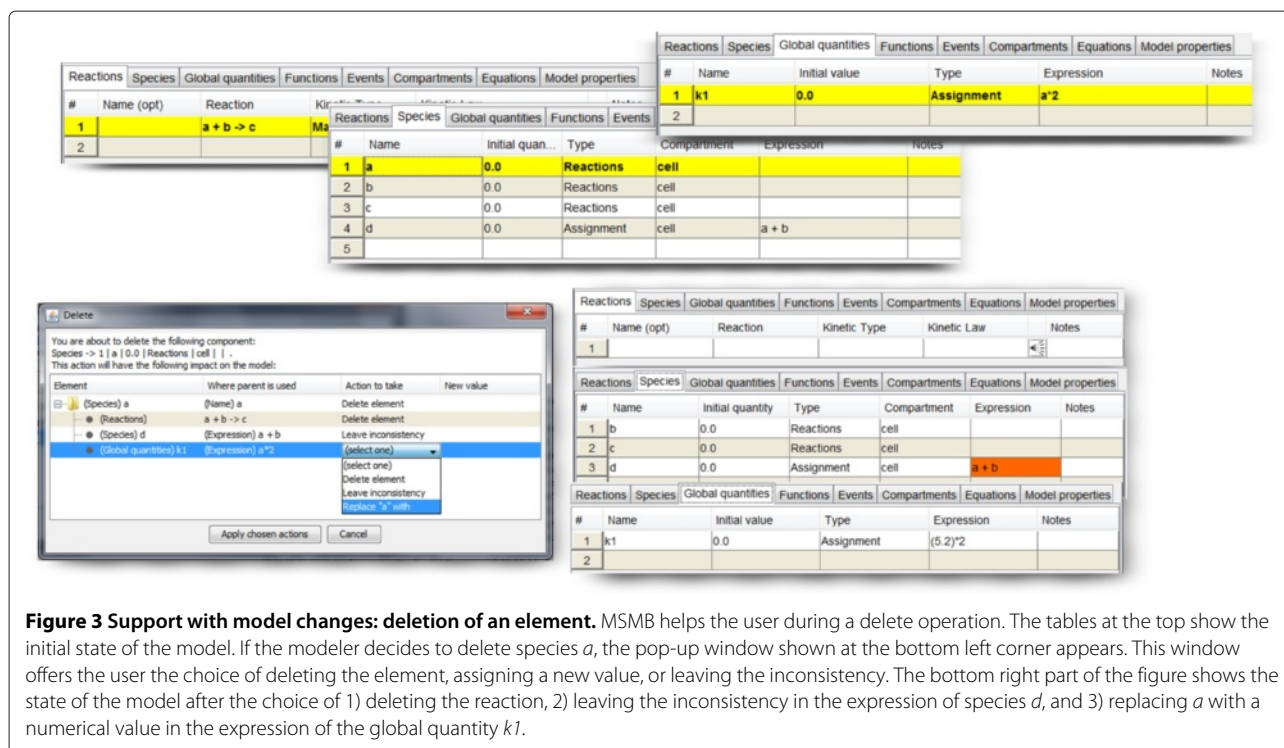 Reactions Species Global quantities Functions Events Compartments Equations Model properties
# Name Initial value Type Expression Notes
1 k1 0.0 Assignment a*2
2
Reactions Species Global quantities Functions Events Compartments Equations Model properties
# Name (opt) Reaction
1 a + b -> c Ma
2
Reactions Species Global quantities Functions Events
# Name Initial quan... Type Compartment Expression Notes
1 a 0.0 Reactions cell
2 b 0.0 Reactions cell
3 c 0.0 Reactions cell
4 d 0.0 Assignment cell a + b
5
Delete
You are about to delete the following component:
Species -> 1 | a | 0.0 | Reactions | cell | | .
This action will have the following impact on the model:
Element Where parent is used Action to take New value
(Species) a (Name) a Delete element
(Reactions) a + b -> c Delete element
(Species) d (Expression) a + b Leave inconsistency
(Global quantities) k1 (Expression) a*2 (select one)
(select one)
Delete element
Leave inconsistency
Replace "a" with
Apply chosen actions Cancel
Reactions Species Global quantities Functions Events Compartments Equations Model properties
# Name (opt) Reaction Kinetic Type Kinetic Law Notes
1
Reactions Species Global quantities Functions Events Compartments Equations Model properties
# Name Initial quantity Type Compartment Expression Notes
1 b 0.0 Reactions cell
2 c 0.0 Reactions cell
3 d 0.0 Assignment cell a + b
Reactions Species Global quantities Functions Events Compartments Equations Model properties
# Name Initial value Type Expression Notes
1 k1 0.0 Assignment (5.2)*2
2
Figure 3 Support with model changes: deletion of an element. MSMB helps the user during a delete operation. The tables at the top show the
initial state of the model. If the modeler decides to delete species a, the pop-up window shown at the bottom left corner appears. This window
offers the user the choice of deleting the element, assigning a new value, or leaving the inconsistency. The bottom right part of the figure shows the
state of the model after the choice of 1) deleting the reaction, 2) leaving the inconsistency in the expression of species d, and 3) replacing a with a
numerical value in the expression of the global quantity k1.